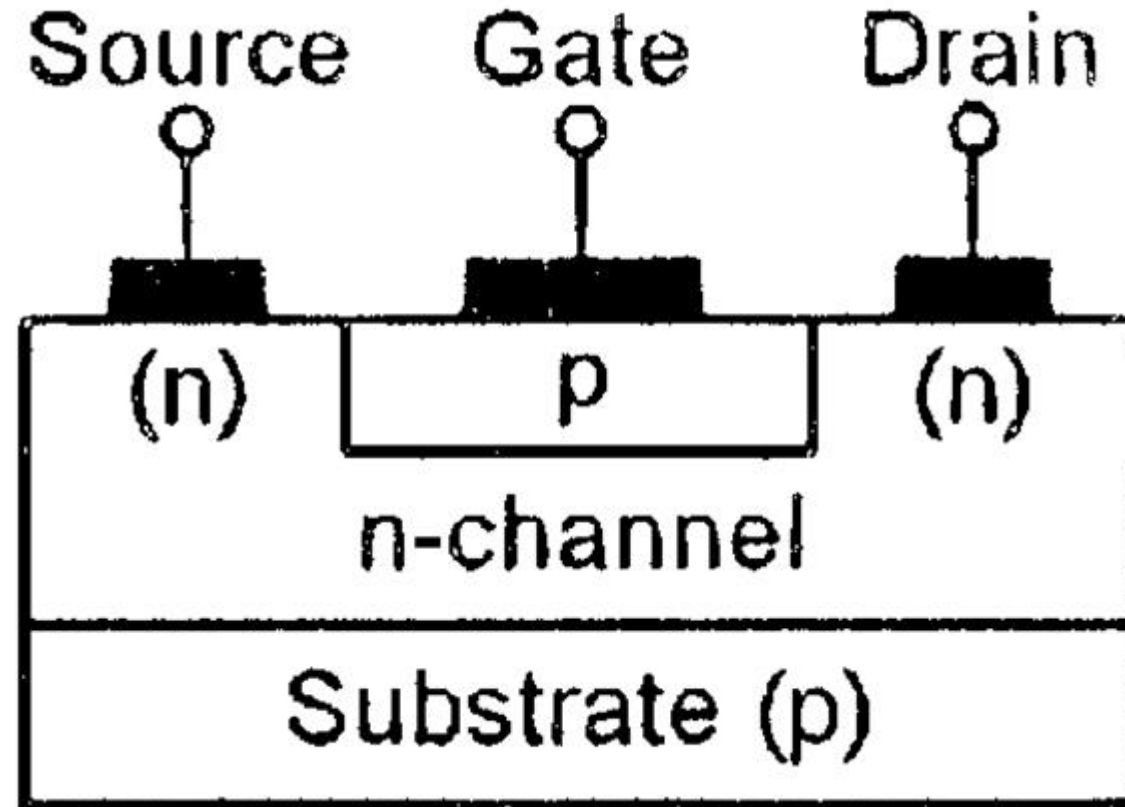 Source Gate Drain
(n) p (n)
n-channel
Substrate (p)